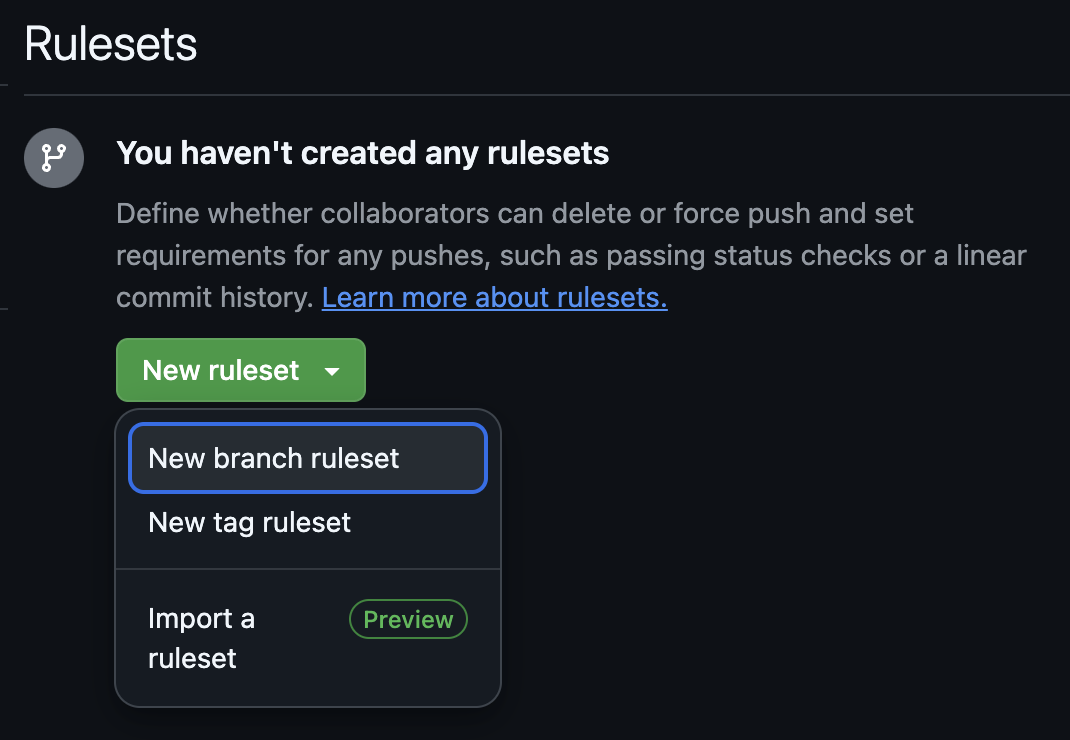 Rulesets
You haven't created any rulesets
Define whether collaborators can delete or force push and set
requirements for any pushes, such as passing status checks or a linear
commit history. Learn more about rulesets.
New ruleset
New branch ruleset
New tag ruleset
Import a
ruleset
Preview